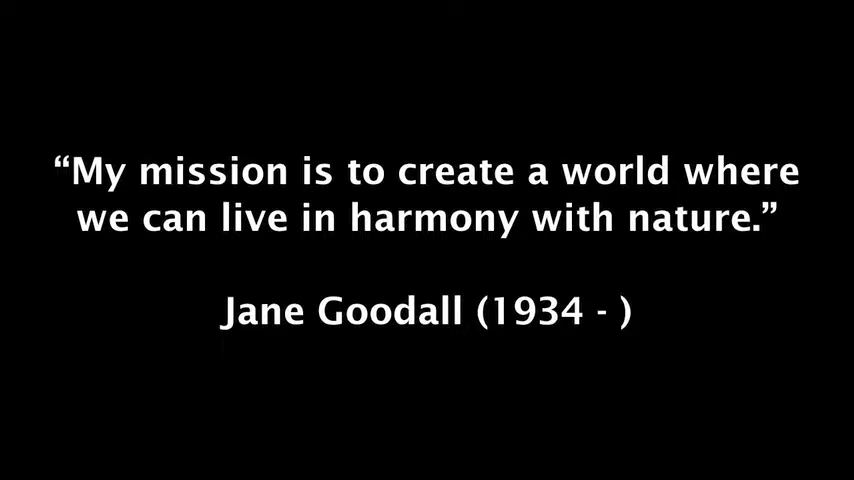 “My mission is to create a world where
we can live in harmony with nature.”
Jane Goodall (1934 - )